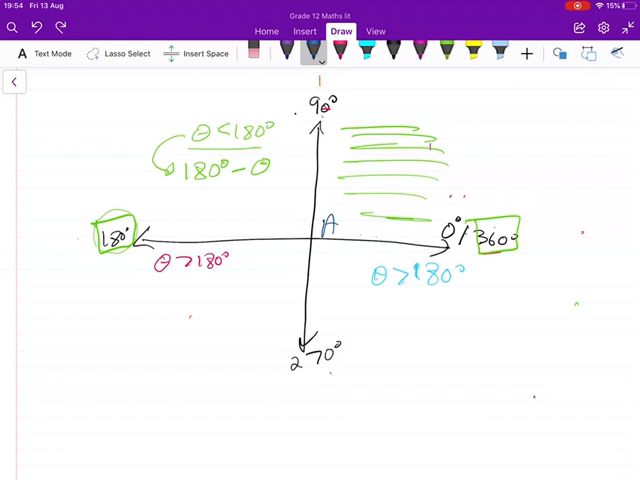 19:54 Fri 13 Aug
15%
Grade 12 Maths lit
Home Insert Draw View
A Text Mode Lasso Select Insert Space
90°
θ < 180°
180° - θ
A
180°
0° / 360°
θ > 180°
θ > 180°
270°